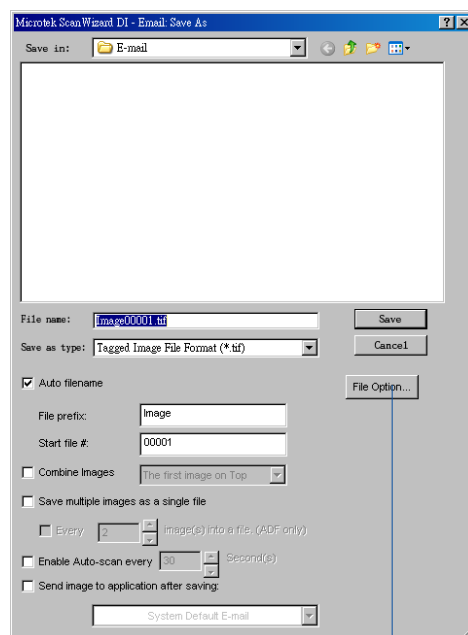 Microtek ScanWizard DI - Email: Save As
Save in: E-mail
File name: Image00001.tif Save
Save as type: Tagged Image File Format (*.tif) Cancel
Auto filename File Option...
File prefix: Image
Start file #: 00001
Combine Images The first image on Top
Save multiple images as a single file
Every 2 image(s) into a file. (ADF only)
Enable Auto-scan every 30 Second(s)
Send image to application after saving:
System Default E-mail